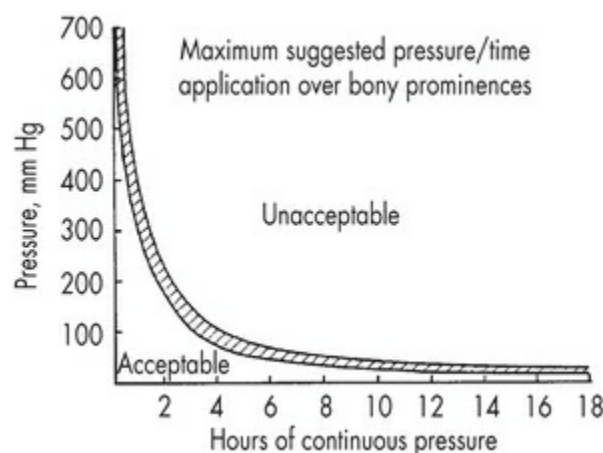 Maximum suggested pressure/time
application over bony prominences
Pressure, mm Hg
700
600
500
400
300
200
100
Unacceptable
Acceptable
2 4 6 8 10 12 14 16 18
Hours of continuous pressure